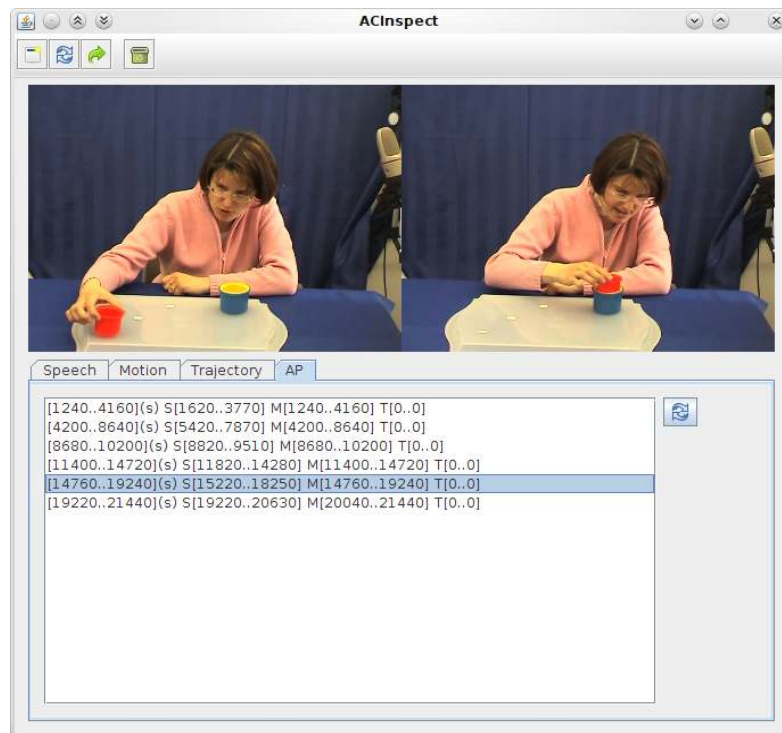 ACInspect
Speech Motion Trajectory AP
[1240..4160](s) S[1620..3770] M[1240..4160] T[0..0]
[4200..8640](s) S[5420..7870] M[4200..8640] T[0..0]
[8680..10200](s) S[8820..9510] M[8680..10200] T[0..0]
[11400..14720](s) S[11820..14280] M[11400..14720] T[0..0]
[14760..19240](s) S[15220..18250] M[14760..19240] T[0..0]
[19220..21440](s) S[19220..20630] M[20040..21440] T[0..0]